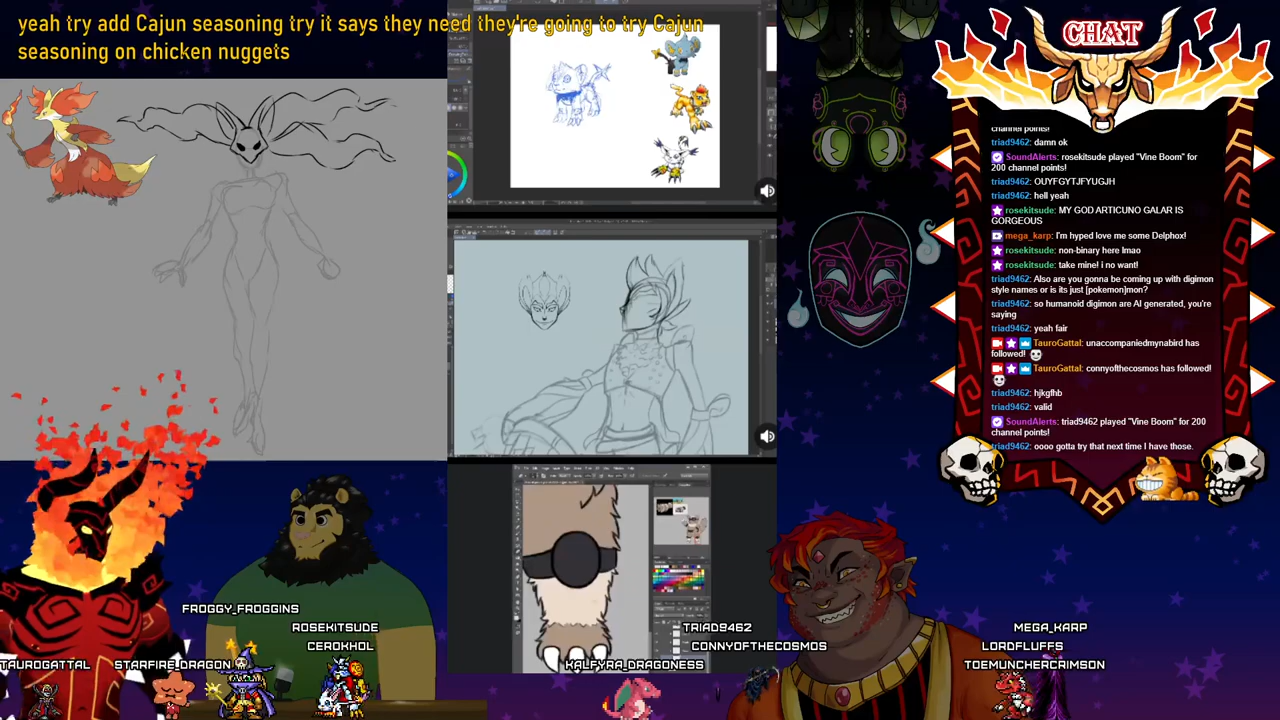 yeah try add Cajun seasoning try it says they need they're going to try Cajun
seasoning on chicken nuggets
CHAT
channel points!
triad9462: damn ok
SoundAlerts: rosekitsude played "Vine Boom" for
200 channel points!
triad9462: OUYFGYTJFYUGJH
triad9462: hell yeah
rosekitsude: MY GOD ARTICUNO GALAR IS
GORGEOUS
mega_karp: I'm hyped love me some Delphox!
rosekitsude: non-binary here lmao
rosekitsude: take mine! i no want!
triad9462: Also are you gonna be coming up with digimon
style names or is its just [pokemon]mon?
triad9462: so humanoid digimon are AI generated, you're
saying
triad9462: yeah fair
TauroGattal: unaccompaniedmynabird has
followed!
TauroGattal: connyofthecosmos has followed!
triad9462: hjkgfhb
triad9462: valid
SoundAlerts: triad9462 played "Vine Boom" for 200
channel points!
triad9462: oooo gotta try that next time I have those.
FROGGY_FROGGINS
ROSEKITSUDE
CEROKKOL
TAUROGATTAL
STARFIRE_DRAGON
TRIAD9462
CONNYOFTHECOSMOS
KALFYRA_DRAGONESS
MEGA_KARP
LORDFLUFFS
TOEMUNCHERCRIMSON